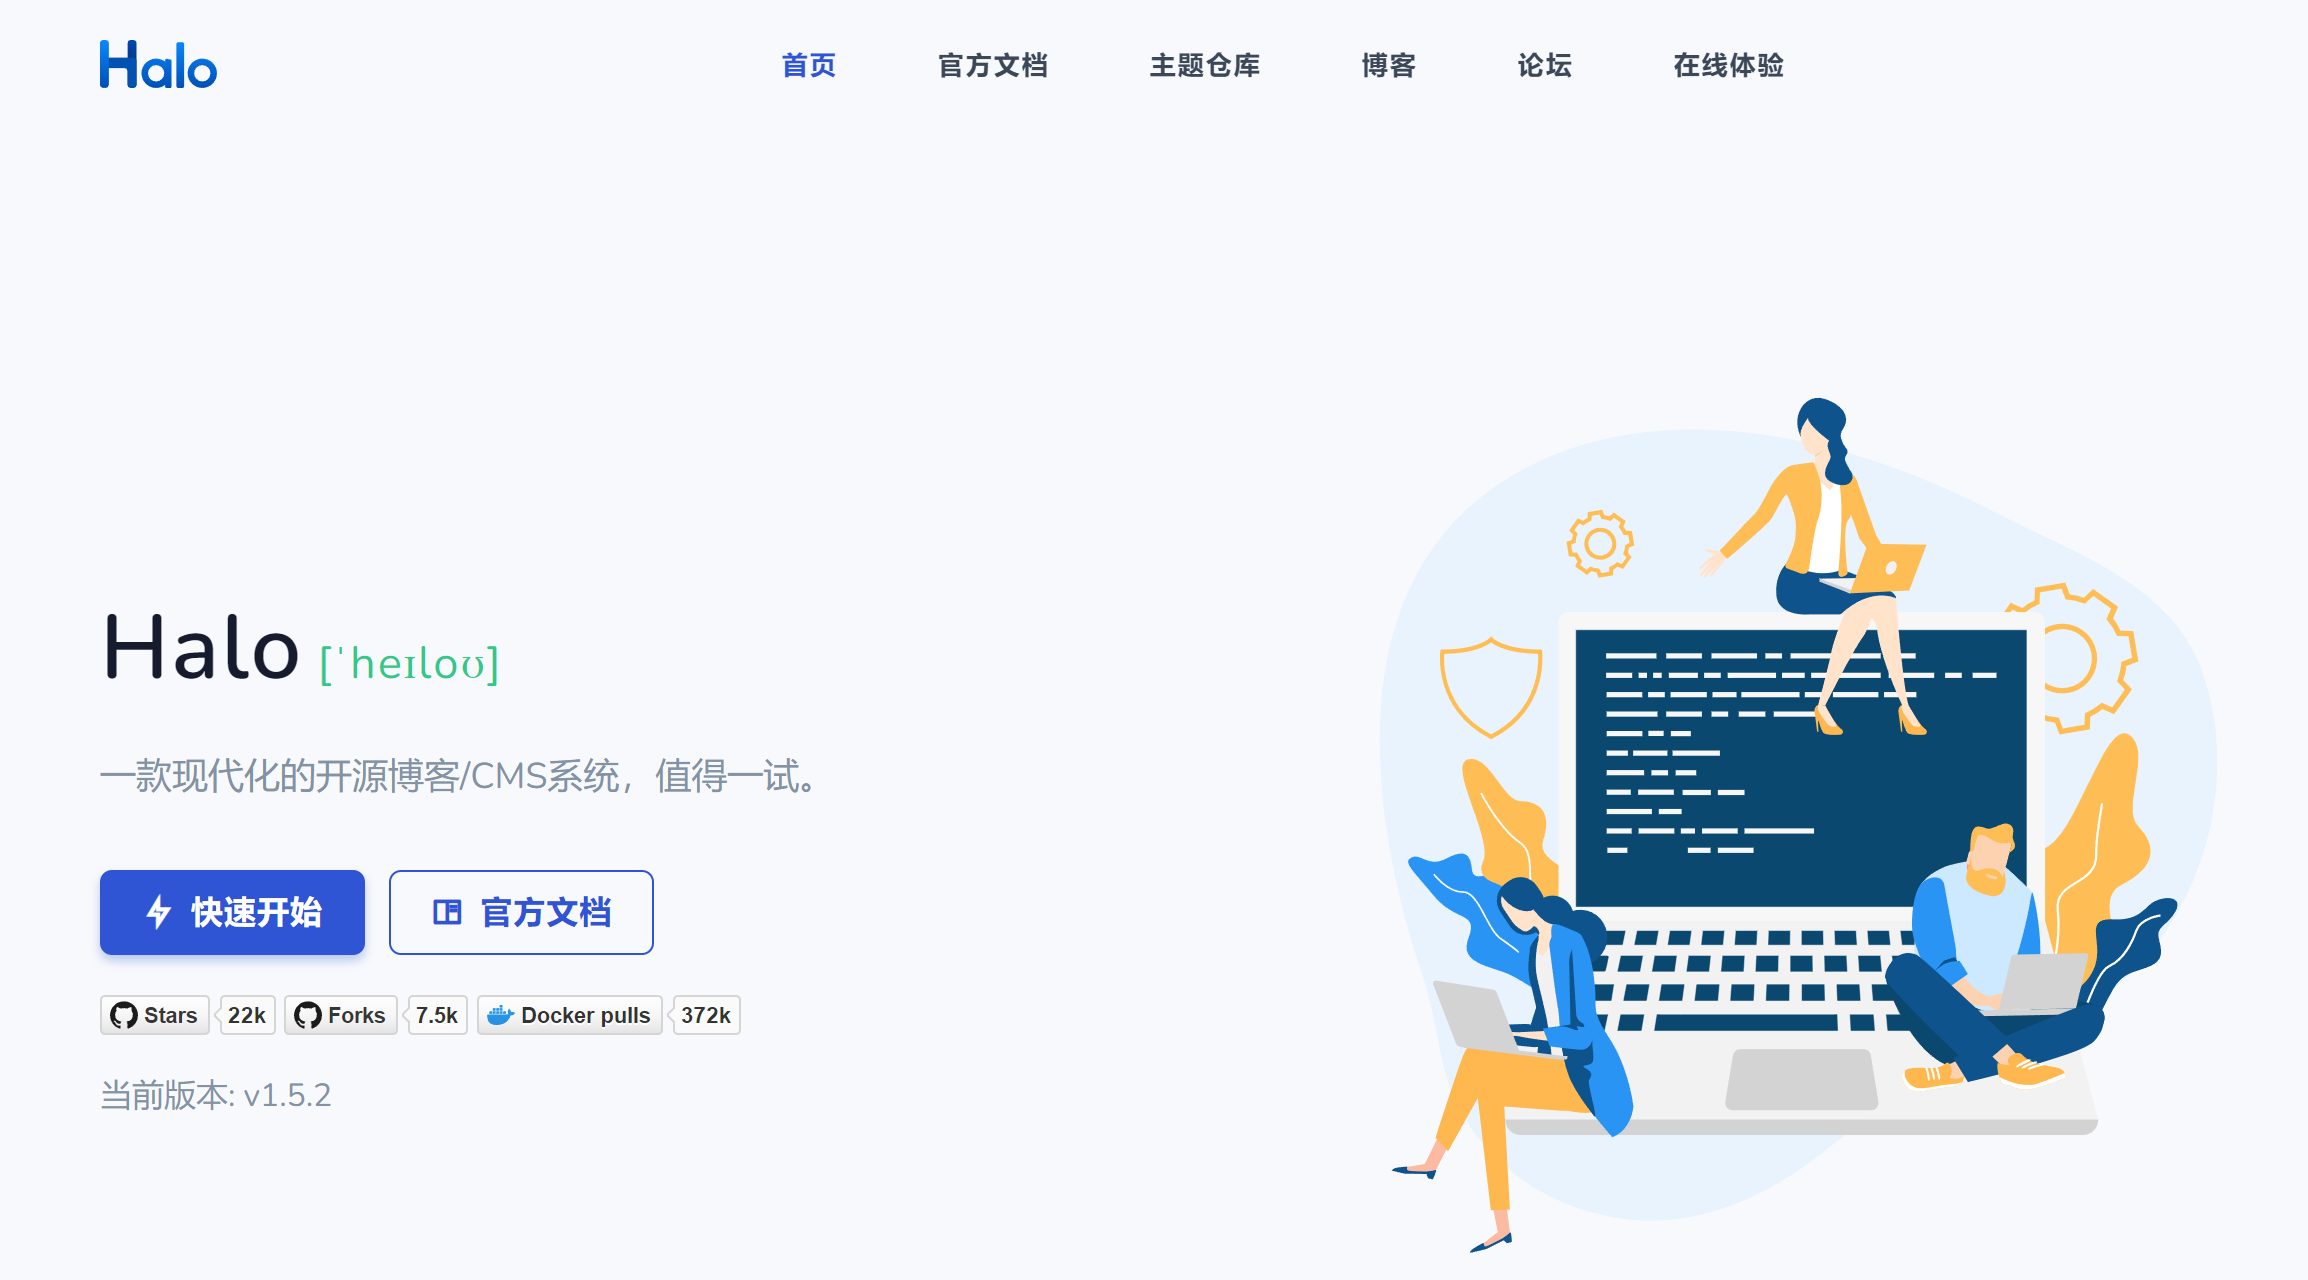 Halo
首页 官方文档 主题仓库 博客 论坛 在线体验
Halo [ˈheɪloʊ]
一款现代化的开源博客/CMS系统，值得一试。
快速开始 官方文档
Stars 22k Forks 7.5k Docker pulls 372k
当前版本: v1.5.2